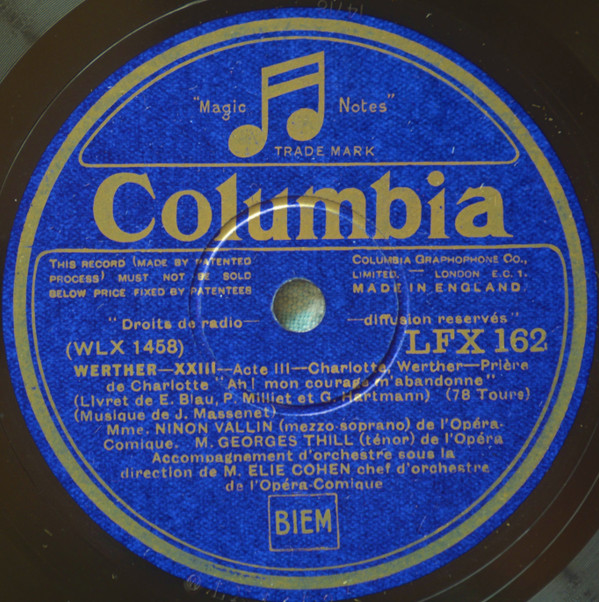 "Magic Notes"
TRADE MARK
Columbia
THIS RECORD (MADE BY PATENTED
PROCESS) MUST NOT BE SOLD
BELOW PRICE FIXED BY PATENTEES
COLUMBIA GRAPHOPHONE CO.,
LIMITED. — LONDON E.C. 1.
MADE IN ENGLAND.
"Droits de radio— —diffusion reservés"
(WLX 1458) LFX 162
WERTHER—XXIII—Acte III—Charlotte, Werther—Prière
de Charlotte "Ah! mon courage m'abandonne"
(Livret de E. Blau, P. Milliet et G. Hartmann) (78 Tours)
(Musique de J. Massenet)
Mme. NINON VALLIN (mezzo soprano) de l'Opéra-
Comique. M. GEORGES THILL (ténor) de l'Opéra
Accompagnement d'orchestre sous la
direction de M. ELIE COHEN chef d'orchestre
de l'Opéra-Comique
BIEM